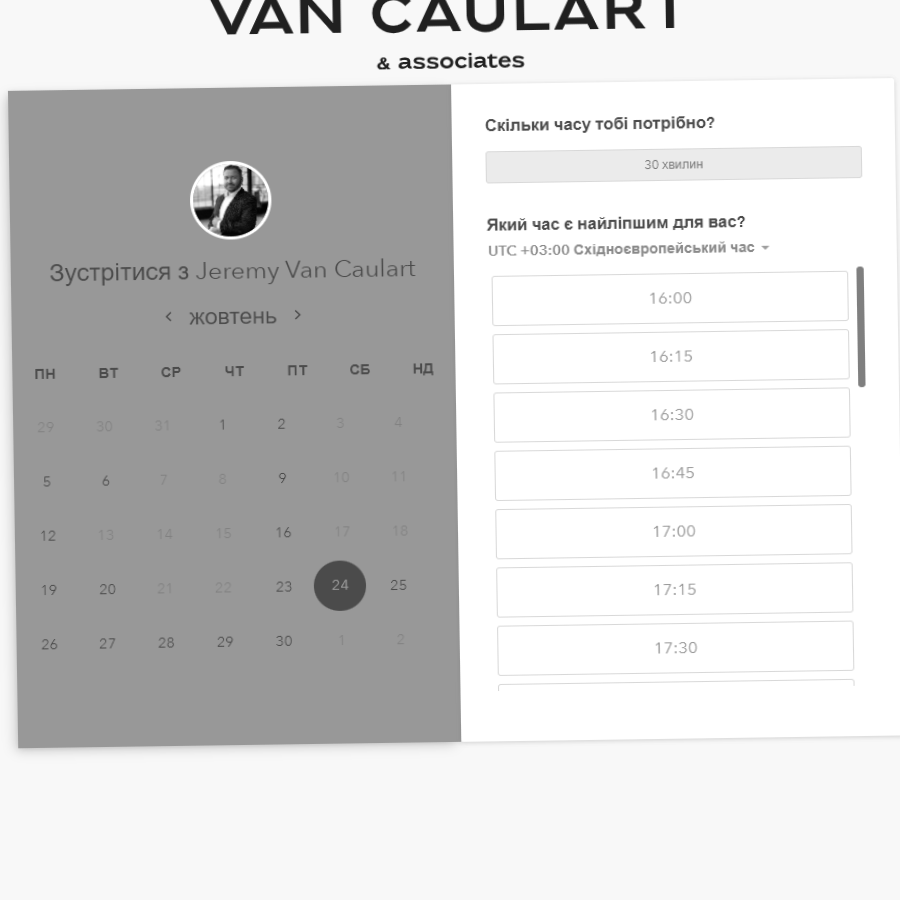 VAN CAULART
& associates
Зустрітися з Jeremy Van Caulart
жовтень
ПН ВТ СР ЧТ ПТ СБ НД
29 30 31 1 2 3 4
5 6 7 8 9 10 11
12 13 14 15 16 17 18
19 20 21 22 23 24 25
26 27 28 29 30 1 2
Скільки часу тобі потрібно?
30 хвилин
Який час є найліпшим для вас?
UTC +03:00 Східноєвропейський час
16:00
16:15
16:30
16:45
17:00
17:15
17:30